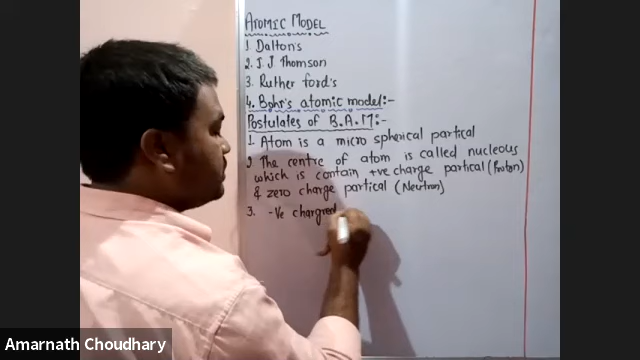 ATOMIC MODEL
1 Dalton's
2. J. J Thomson
3. Ruther ford's
4. Bohr's atomic model:-
Postulates of B.A.M:-
1. Atom is a micro spherical partical
2 The centre of atom is called nucleous
which is contain +ve charge partical (Proton)
& zero charge partical (Neutron)
3. -Ve chargred
Amarnath Choudhary